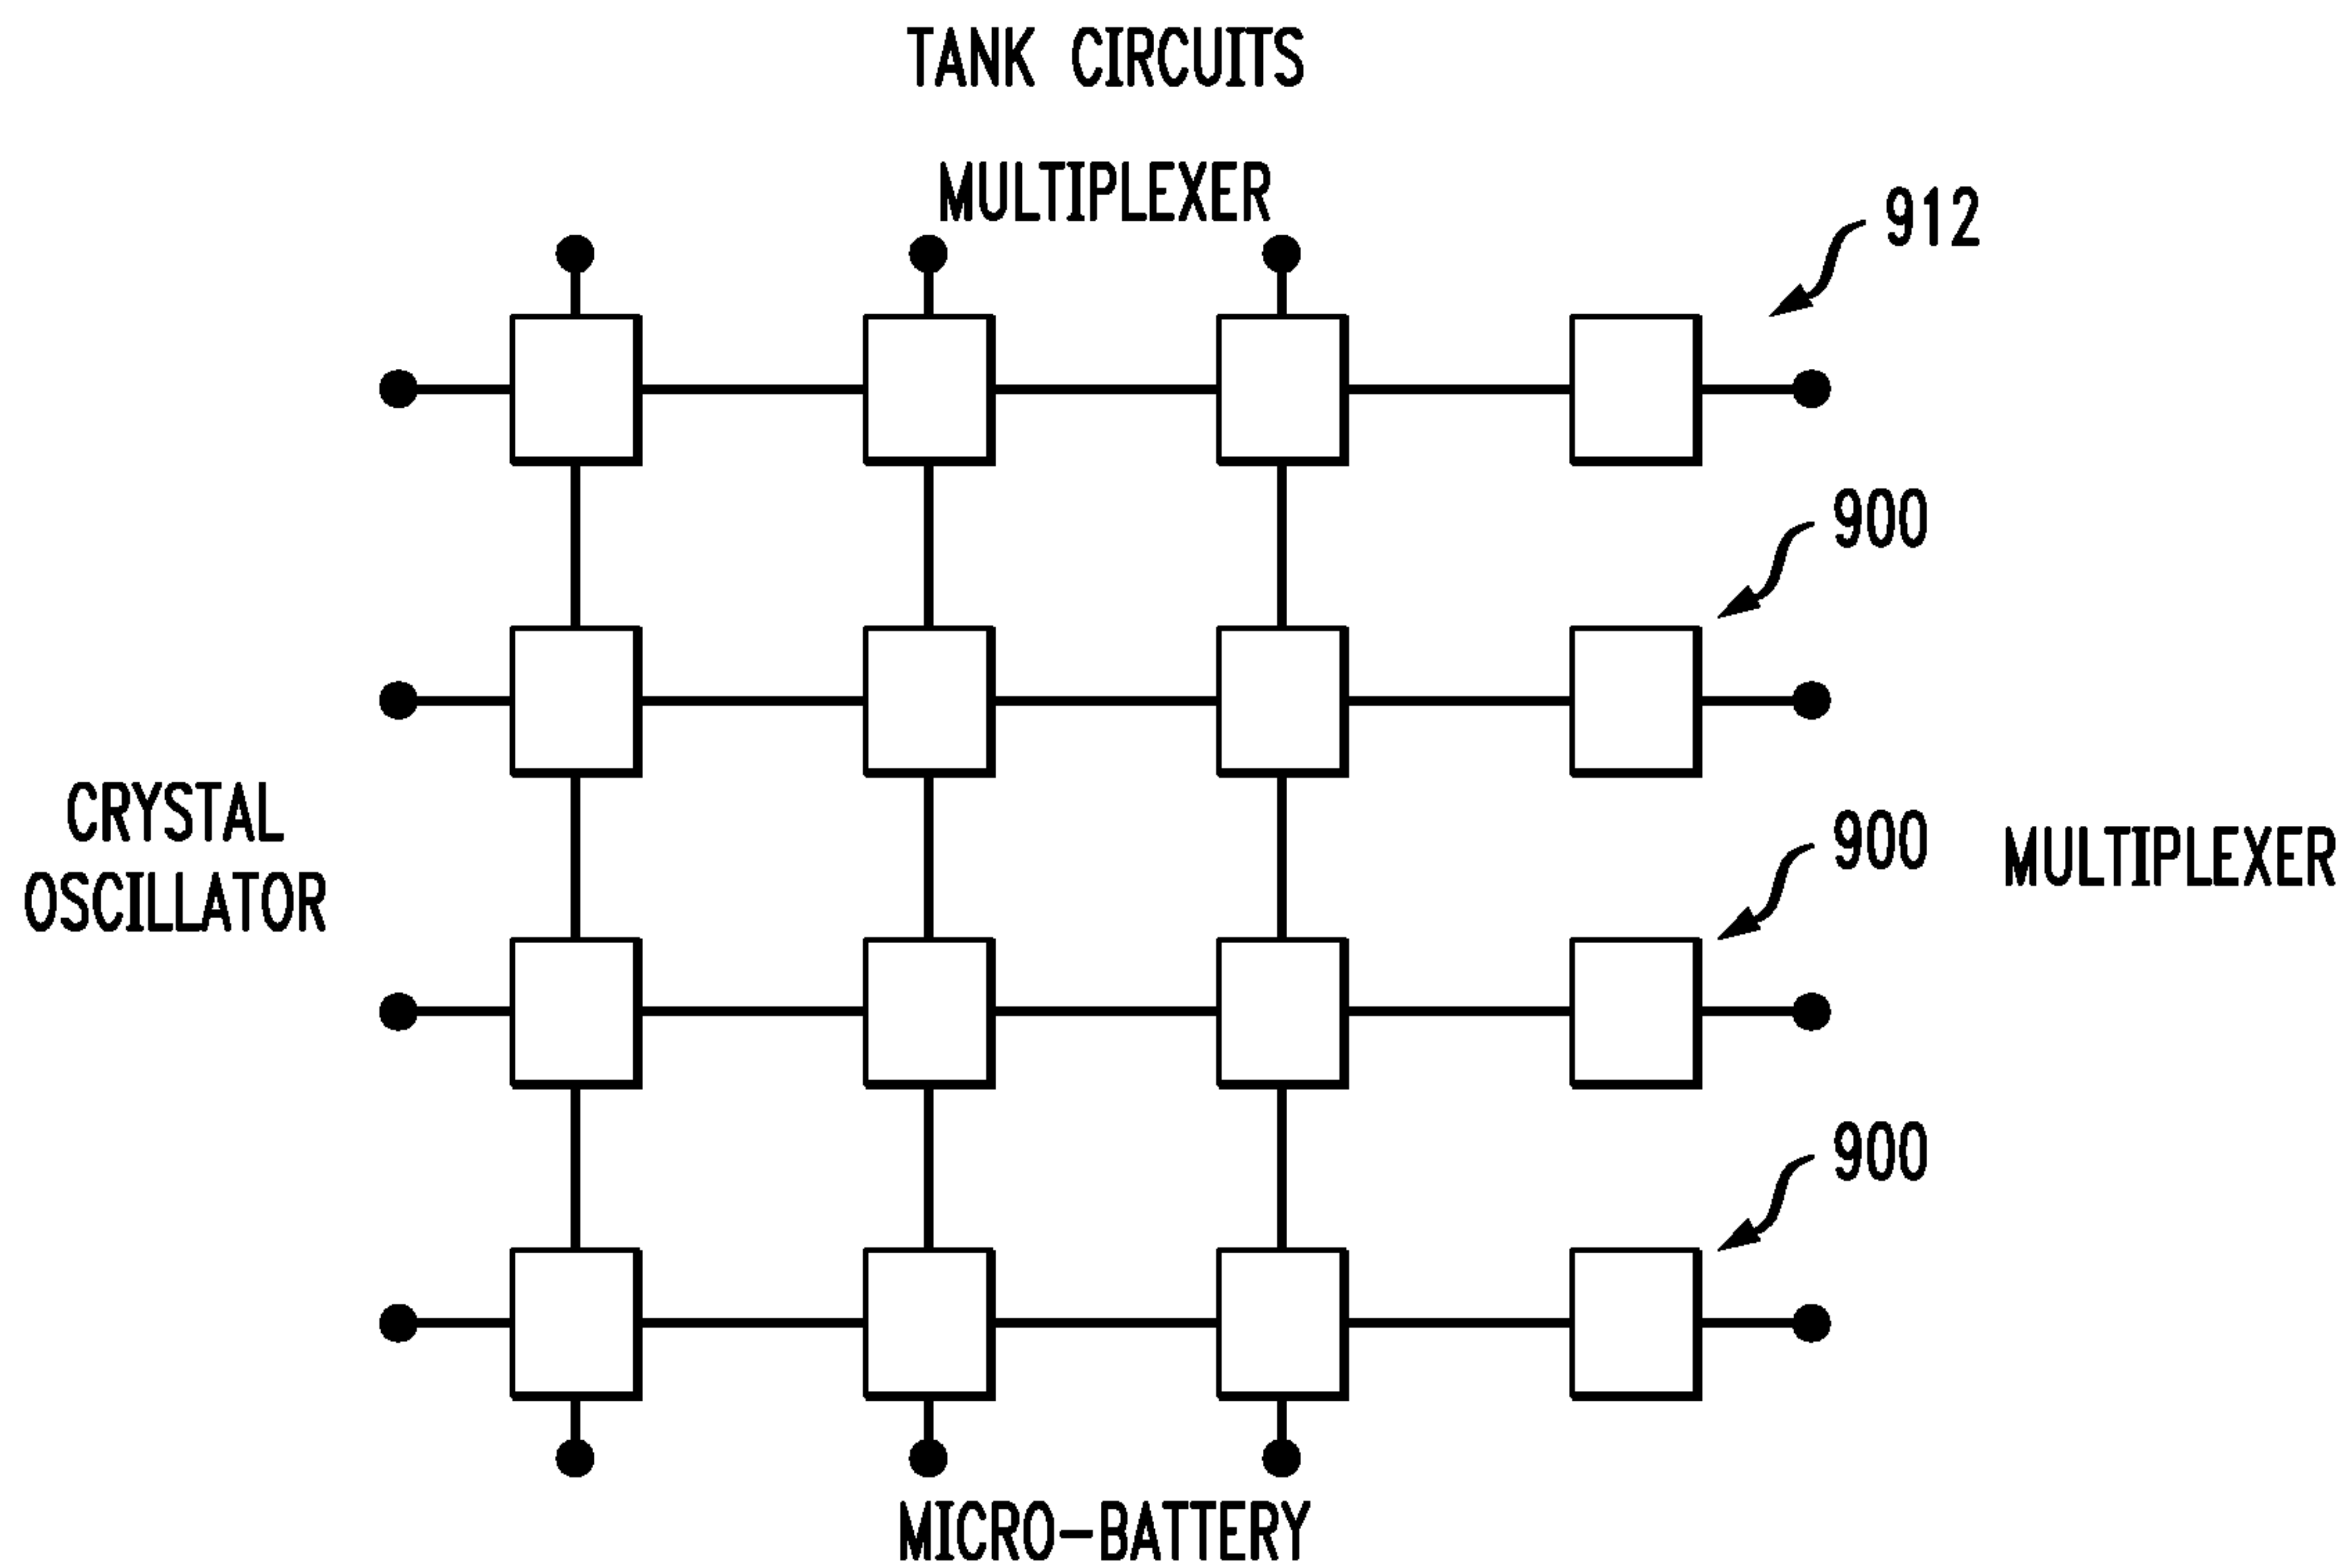 TANK CIRCUITS
MULTIPLEXER
912
900
CRYSTAL
OSCILLATOR
900
MULTIPLEXER
900
MICRO-BATTERY